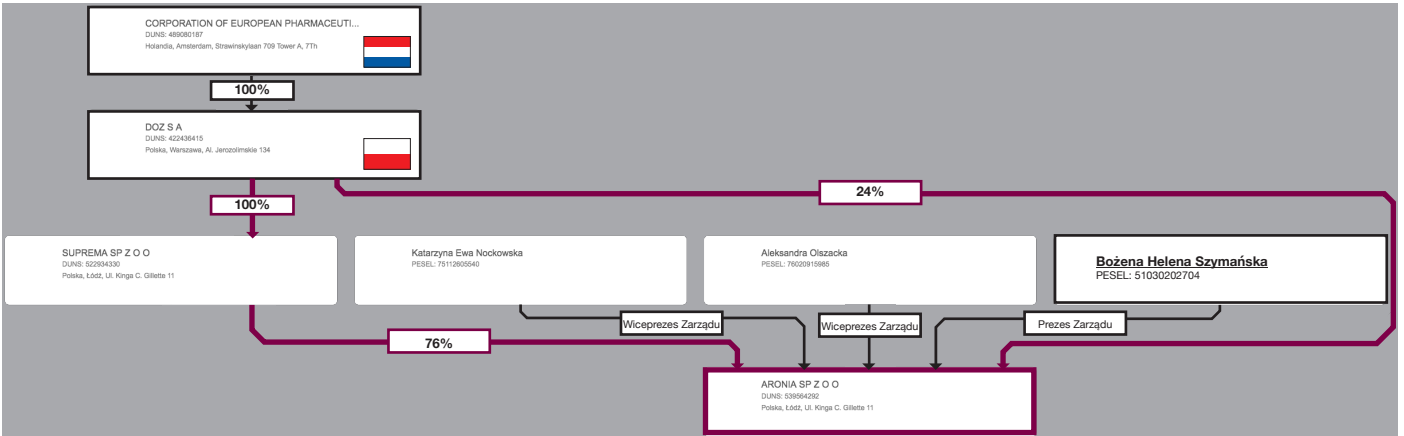 CORPORATION OF EUROPEAN PHARMACEUTI...
DUNS: 489080187
Holandia, Amsterdam, Strawinskylaan 709 Tower A, 7Th
100%
DOZ S A
DUNS: 422436415
Polska, Warszawa, Al. Jerozolimskie 134
24%
100%
SUPREMA SP Z O O
DUNS: 522934330
Polska, Łódź, Ul. Kinga C. Gillette 11
Katarzyna Ewa Nockowska
PESEL: 75112605540
Aleksandra Olszacka
PESEL: 76020915985
Bożena Helena Szymańska
PESEL: 51030202704
Wiceprezes Zarządu
Wiceprezes Zarządu
Prezes Zarządu
76%
ARONIA SP Z O O
DUNS: 539564292
Polska, Łódź, Ul. Kinga C. Gillette 11